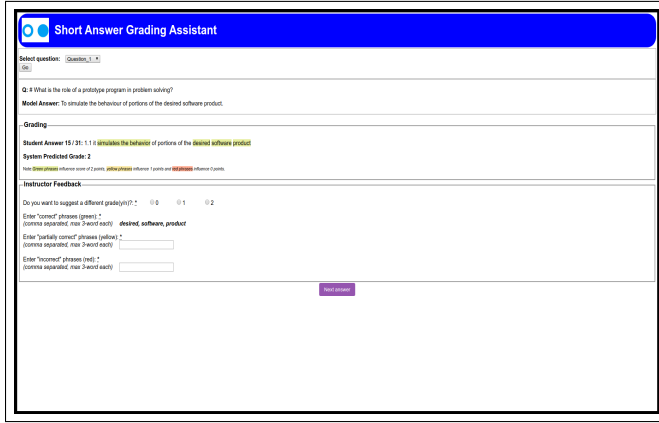 Short Answer Grading Assistant
Select question: Question_1
Go
Q: # What is the role of a prototype program in problem solving?
Model Answer: To simulate the behaviour of portions of the desired software product.
Grading
Student Answer 15 / 31: 1.1 it simulates the behavior of portions of the desired software product
System Predicted Grade: 2
Note: Green phrases influence score of 2 points, yellow phrases influence 1 points and red phrases influence 0 points.
Instructor Feedback
Do you want to suggest a different grade(y/n)?: * 0 1 2
Enter "correct" phrases (green): *
(comma separated, max 3-word each) desired, software, product
Enter "partially correct" phrases (yellow): *
(comma separated, max 3-word each)
Enter "incorrect" phrases (red): *
(comma separated, max 3-word each)
Next answer